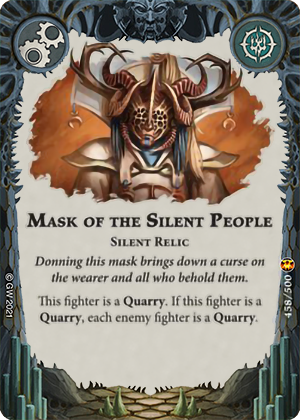 MASK OF THE SILENT PEOPLE
SILENT RELIC
Donning this mask brings down a curse on
the wearer and all who behold them.
This fighter is a Quarry. If this fighter is a
Quarry, each enemy fighter is a Quarry.
© GW 2021
458/500